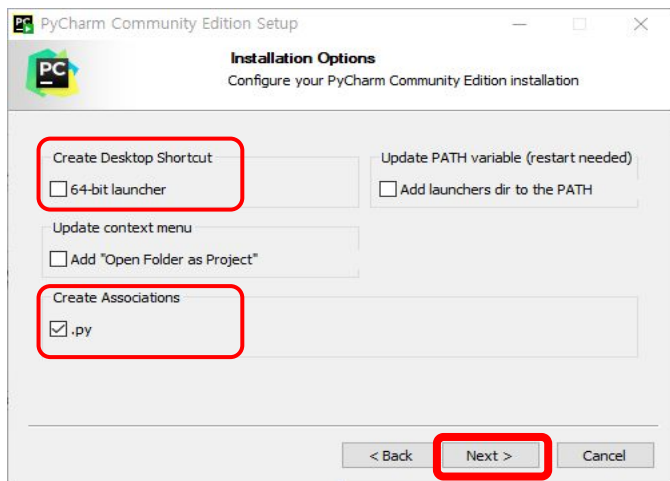 PC PyCharm Community Edition Setup
PC
Installation Options
Configure your PyCharm Community Edition installation
Create Desktop Shortcut
64-bit launcher
Update PATH variable (restart needed)
Add launchers dir to the PATH
Update context menu
Add "Open Folder as Project"
Create Associations
.py
< Back
Next >
Cancel